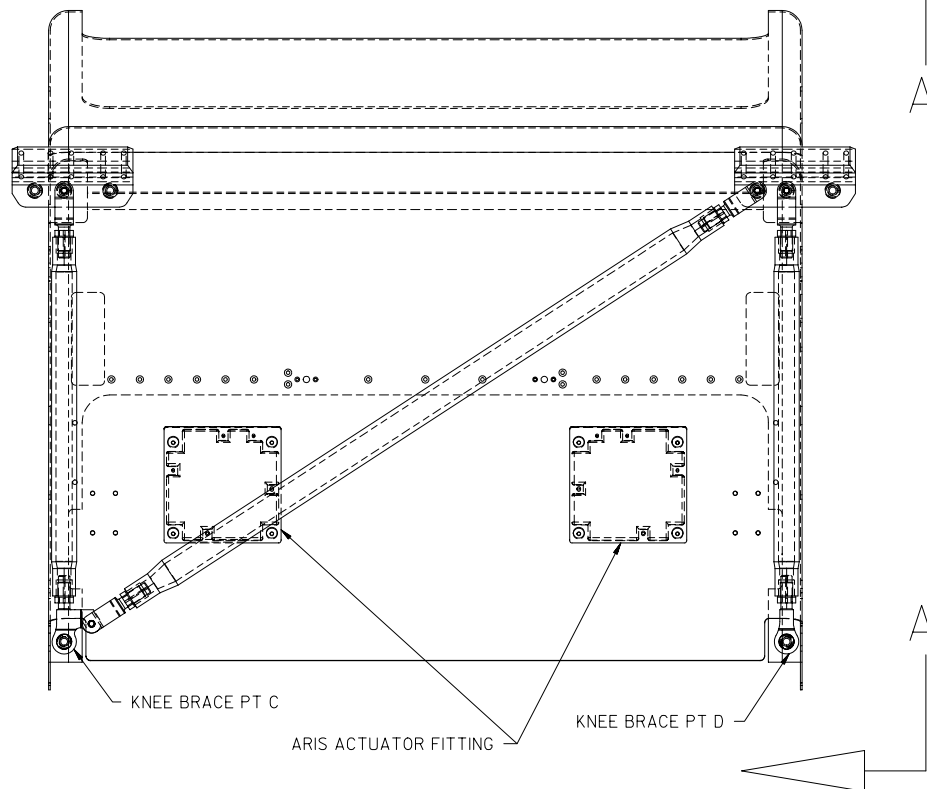 A
A
KNEE BRACE PT C
KNEE BRACE PT D
ARIS ACTUATOR FITTING